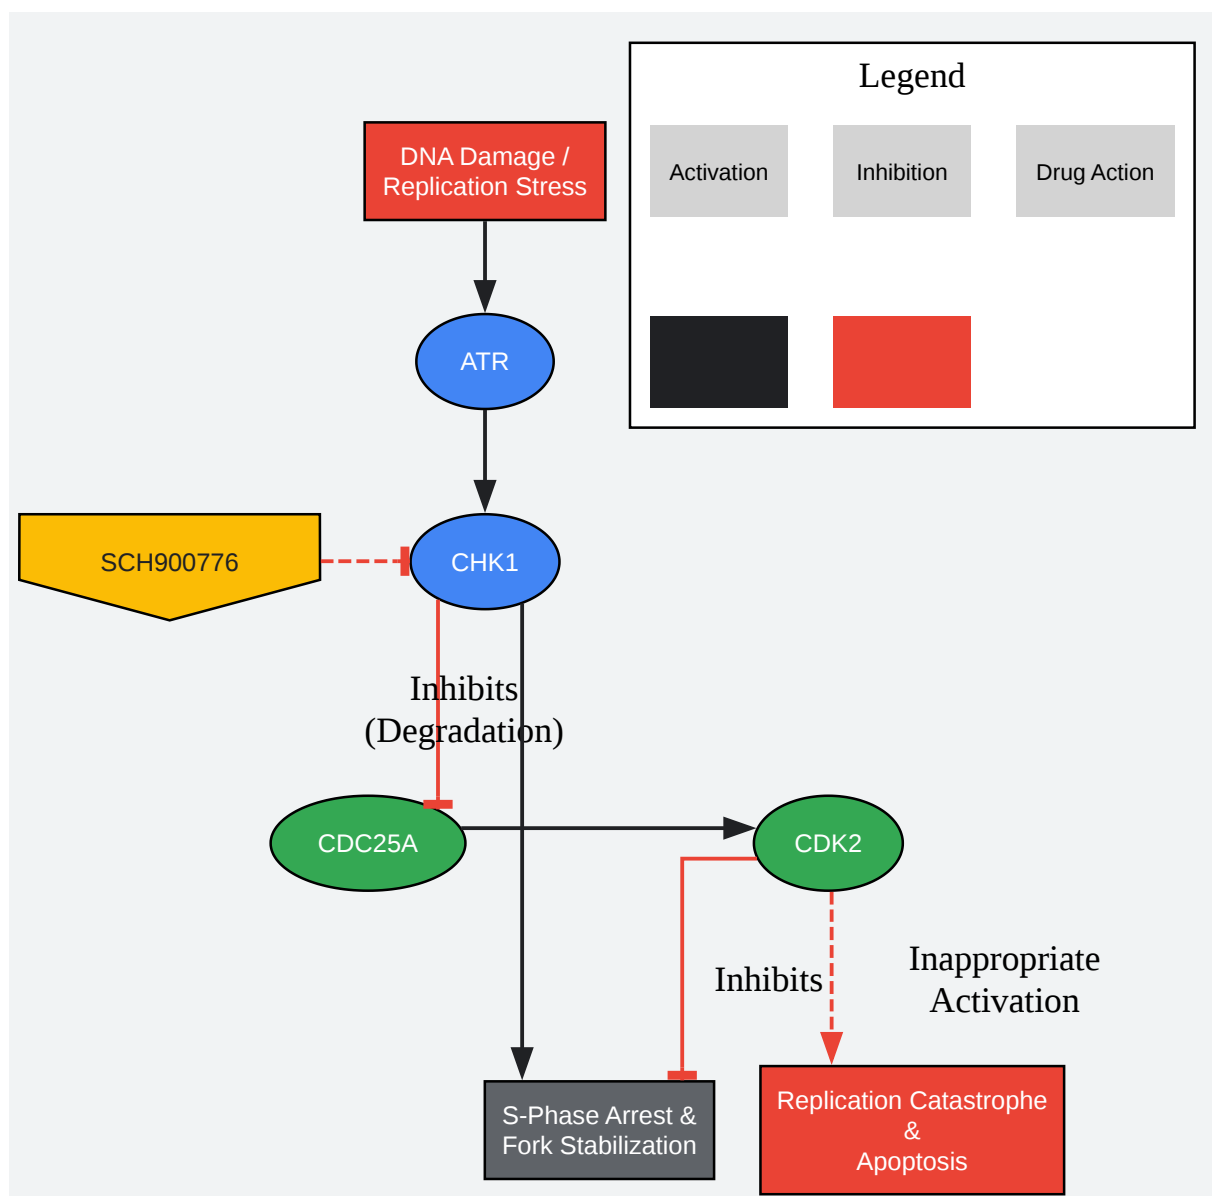 Legend
Activation
Inhibition
Drug Action
DNA Damage /
Replication Stress
ATR
SCH900776
CHK1
Inhibits
(Degradation)
CDC25A
CDK2
Inhibits
Inappropriate
Activation
S-Phase Arrest &
Fork Stabilization
Replication Catastrophe
&
Apoptosis